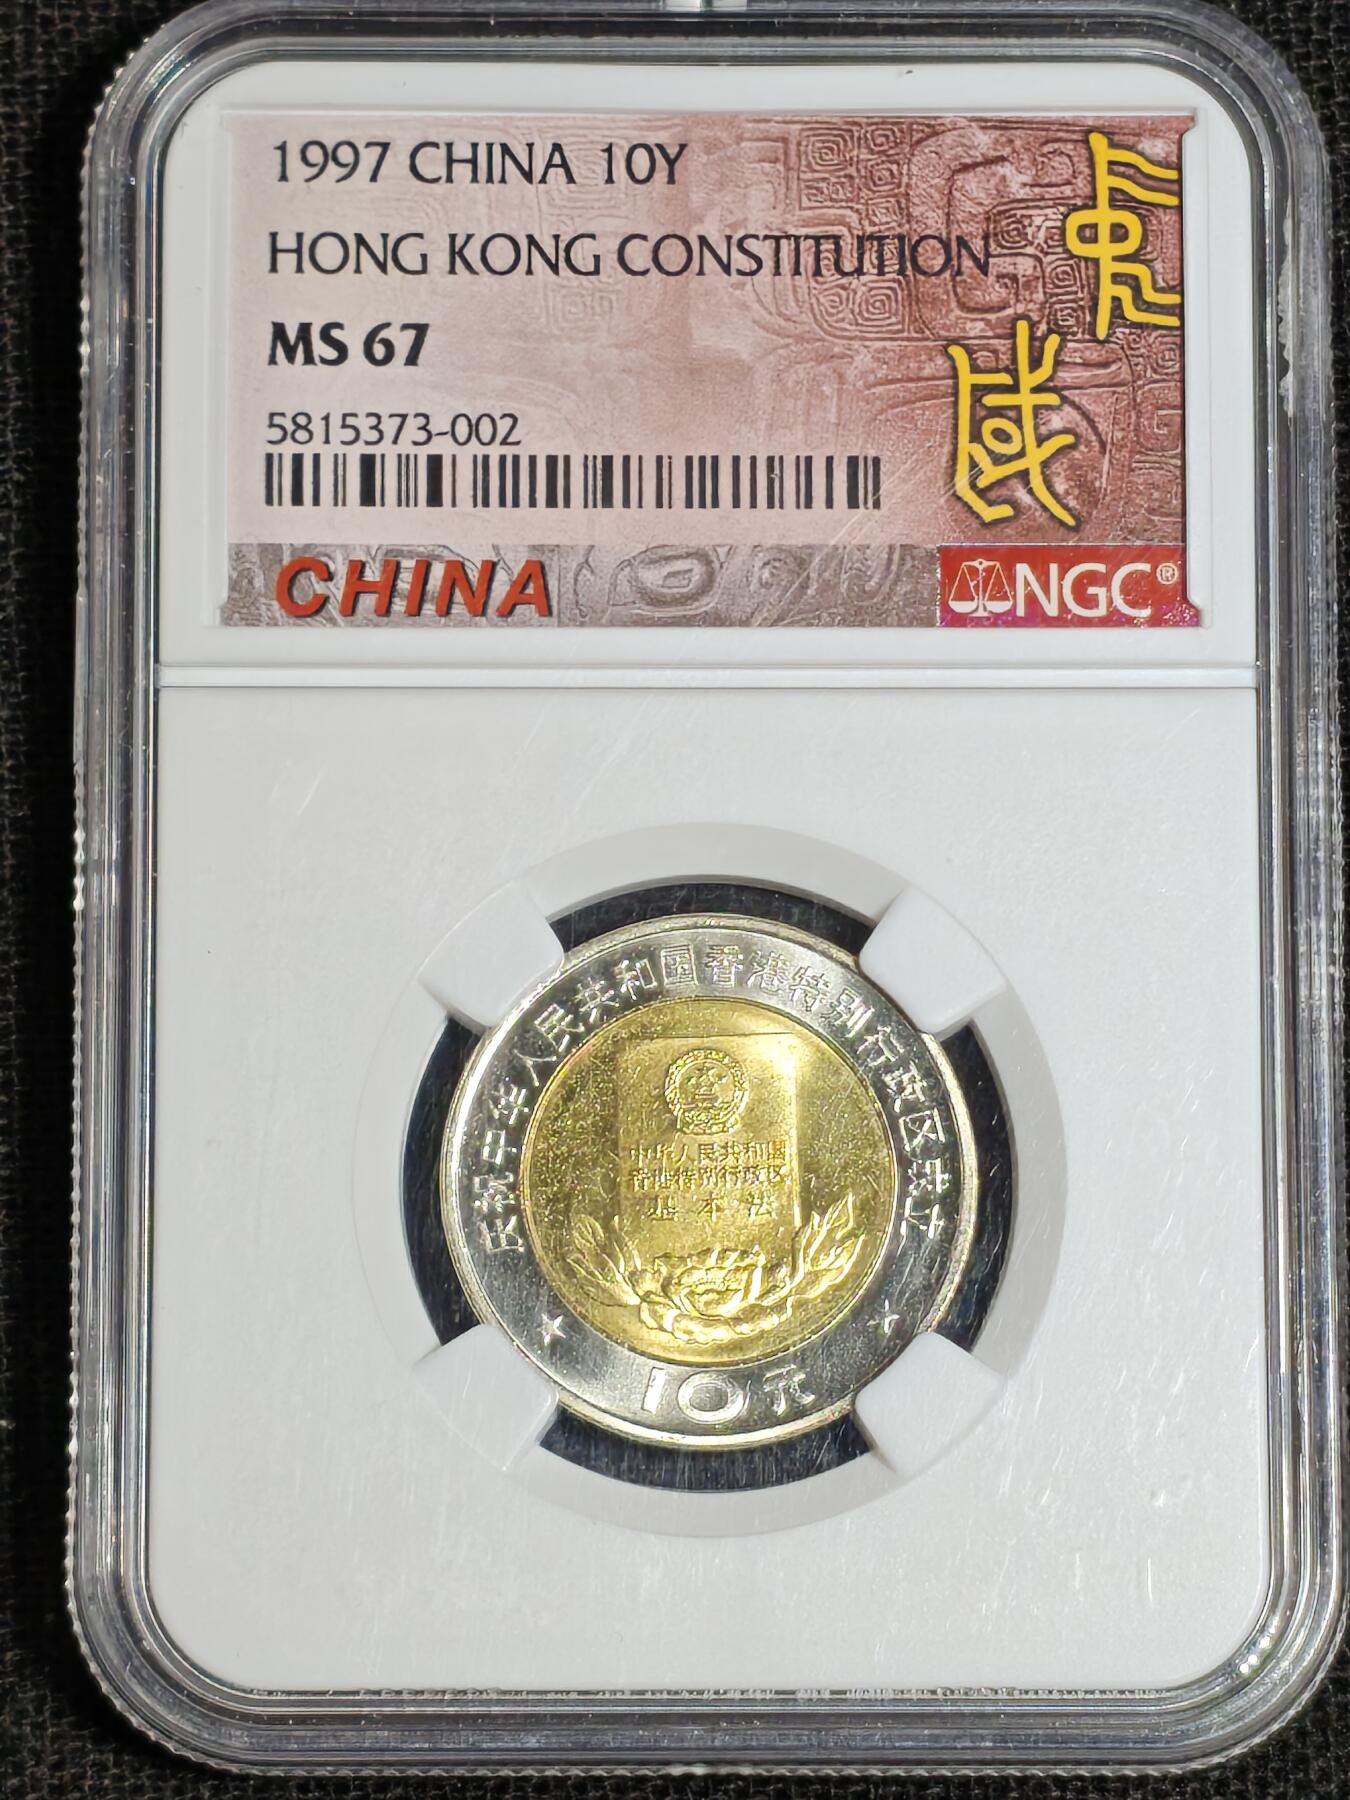 1997 CHINA 10Y
HONG KONG CONSTITUTION
MS 67
5815373-002
中国
CHINA
NGC®
庆祝中华人民共和国香港特别行政区成立
中华人民共和國
香港特别行政区
基本法
10元